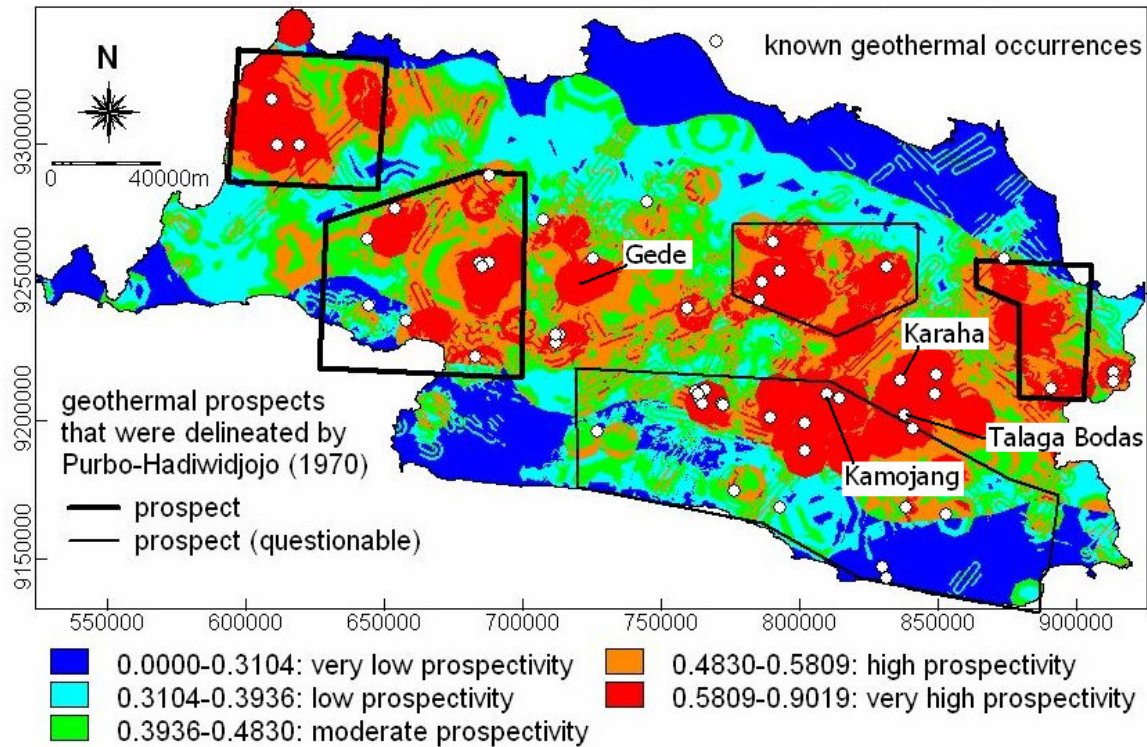 N
known geothermal occurrences
0 40000m
9300000
9250000
9200000
9150000
Gede
Karaha
Talaga Bodas
Kamojang
geothermal prospects
that were delineated by
Purbo-Hadiwidjojo (1970)
prospect
prospect (questionable)
550000 600000 650000 700000 750000 800000 850000 900000
0.0000-0.3104: very low prospectivity
0.3104-0.3936: low prospectivity
0.3936-0.4830: moderate prospectivity
0.4830-0.5809: high prospectivity
0.5809-0.9019: very high prospectivity